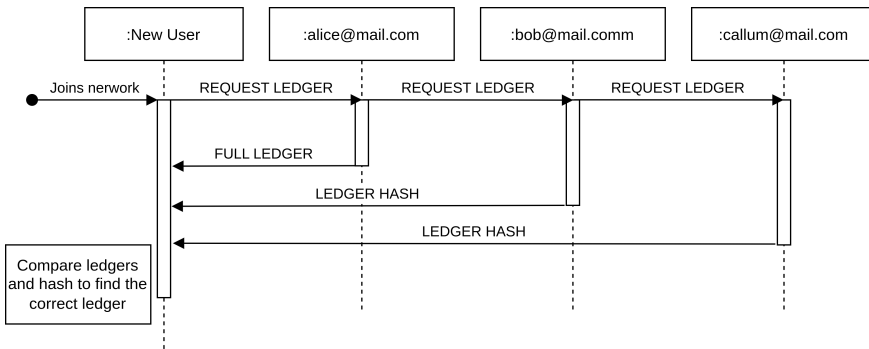 :New User
:alice@mail.com
:bob@mail.comm
:callum@mail.com
Joins nerwork
REQUEST LEDGER
REQUEST LEDGER
REQUEST LEDGER
FULL LEDGER
LEDGER HASH
LEDGER HASH
Compare ledgers
and hash to find the
correct ledger